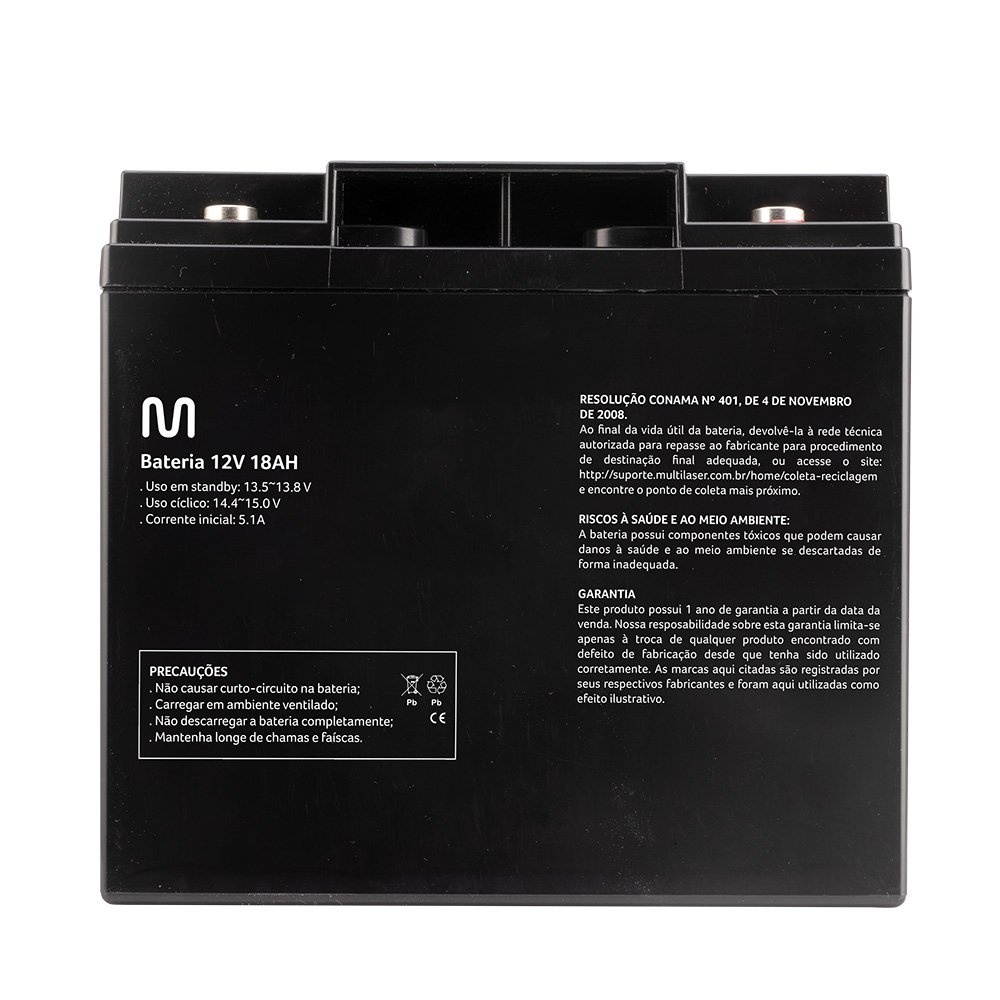 M
Bateria 12V 18AH
. Uso em standby: 13.5~13.8 V
. Uso cíclico: 14.4~15.0 V
. Corrente inicial: 5.1A
PRECAUÇÕES
. Não causar curto-circuito na bateria;
. Carregar em ambiente ventilado;
. Não descarregar a bateria completamente;
. Mantenha longe de chamas e faíscas.
Pb Pb
CE
RESOLUÇÃO CONAMA Nº 401, DE 4 DE NOVEMBRO
DE 2008.
Ao final da vida útil da bateria, devolvê-la à rede técnica
autorizada para repasse ao fabricante para procedimento
de destinação final adequada, ou acesse o site:
http://suporte.multilaser.com.br/home/coleta-reciclagem
e encontre o ponto de coleta mais próximo.
RISCOS À SAÚDE E AO MEIO AMBIENTE:
A bateria possui componentes tóxicos que podem causar
danos à saúde e ao meio ambiente se descartadas de
forma inadequada.
GARANTIA
Este produto possui 1 ano de garantia a partir da data da
venda. Nossa resposabilidade sobre esta garantia limita-se
apenas à troca de qualquer produto encontrado com
defeito de fabricação desde que tenha sido utilizado
corretamente. As marcas aqui citadas são registradas por
seus respectivos fabricantes e foram aqui utilizadas como
efeito ilustrativo.